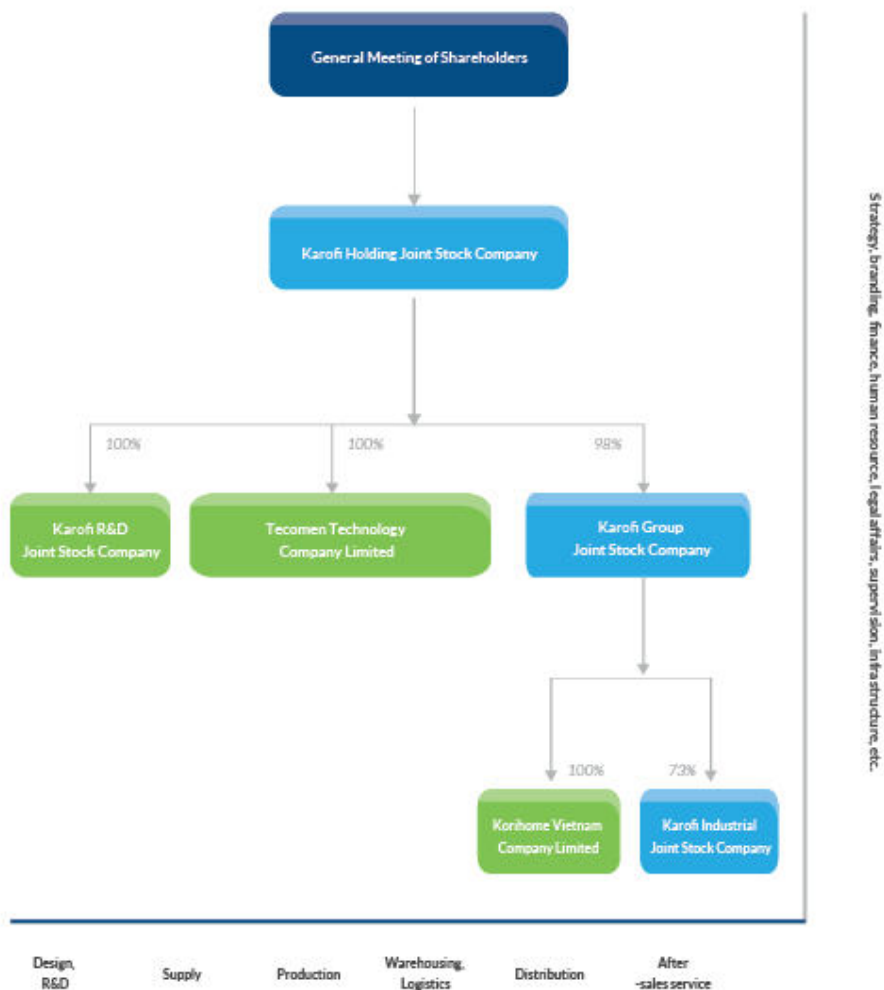 General Meeting of Shareholders
Karofi Holding Joint Stock Company
100%
100%
98%
Karofi R&D
Joint Stock Company
Tecomen Technology
Company Limited
Karofi Group
Joint Stock Company
100%
73%
Korihome Vietnam
Company Limited
Karofi Industrial
Joint Stock Company
Strategy, branding, finance, human resource, legal affairs, supervision, infrastructure, etc.
Design,
R&D
Supply
Production
Warehousing,
Logistics
Distribution
After
-sales service